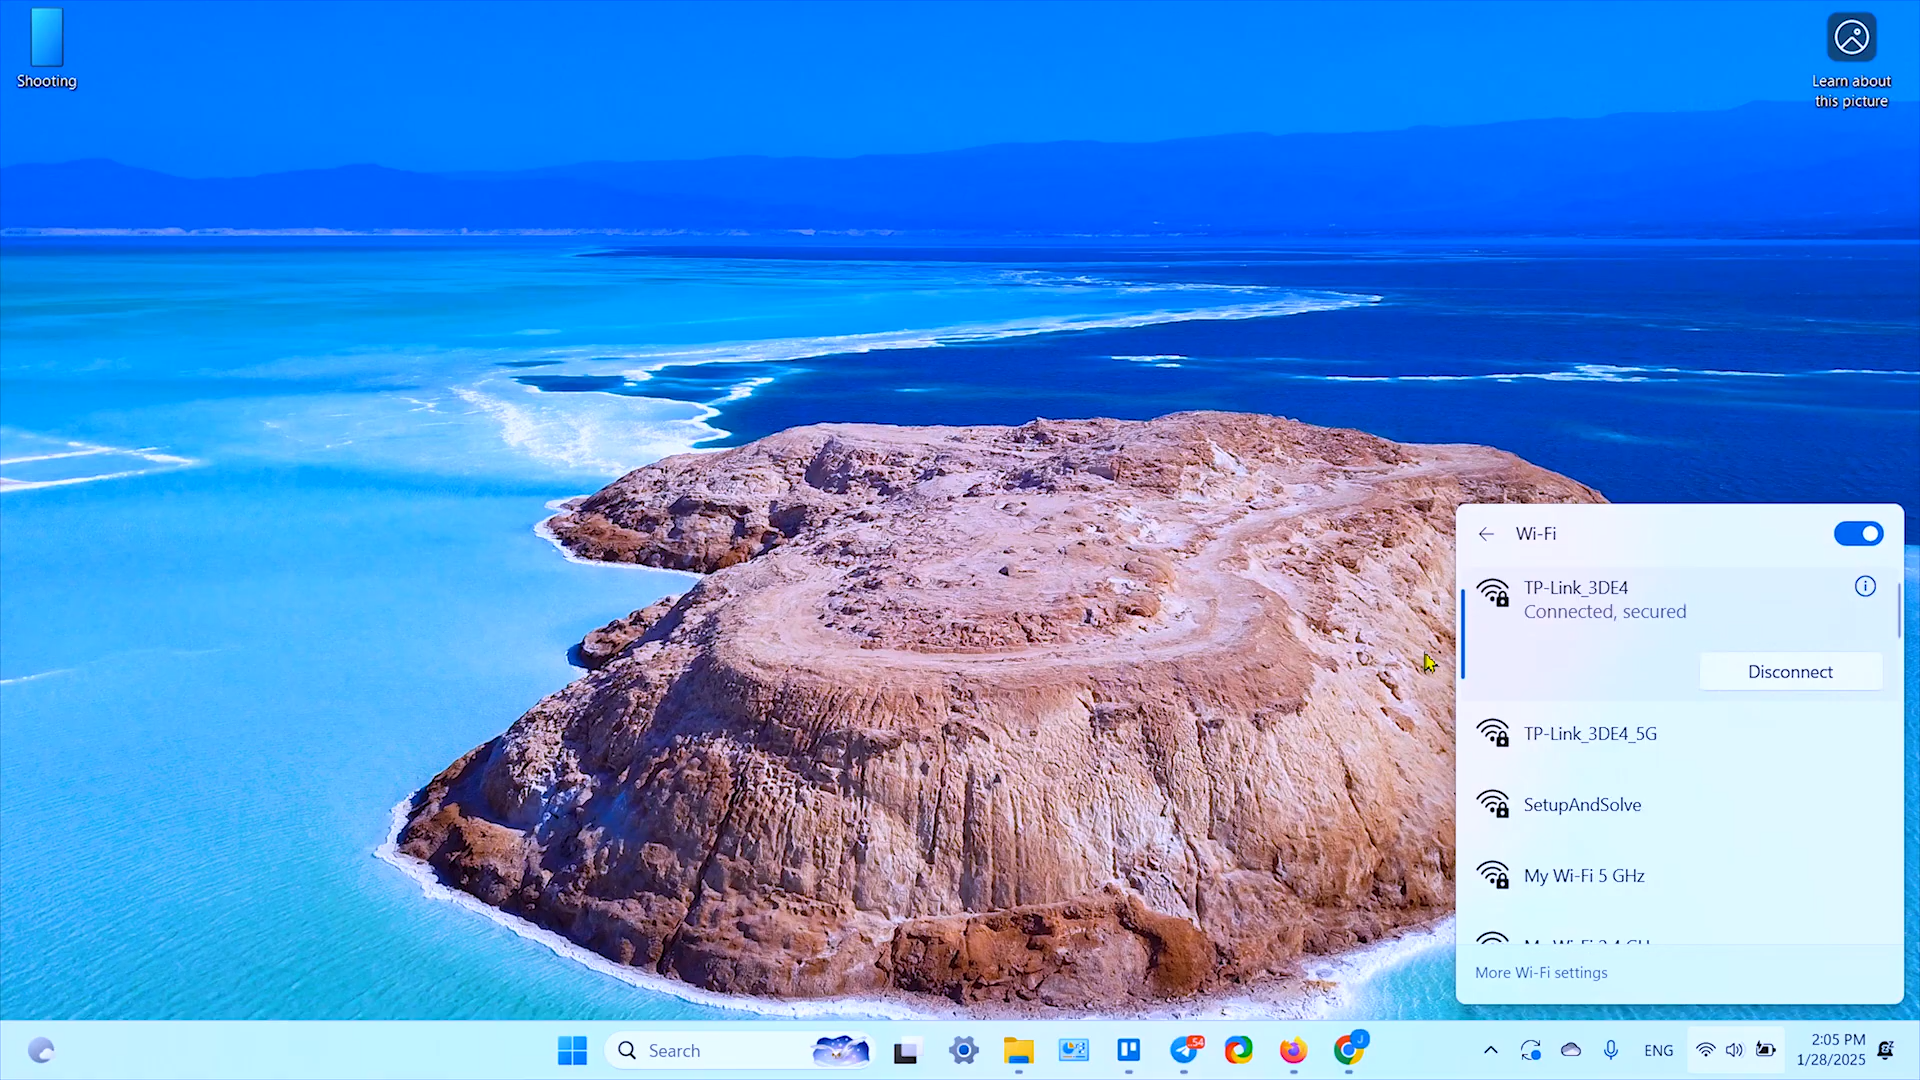 Shooting
Learn about
this picture
Wi-Fi
TP-Link_3DE4
Connected, secured
Disconnect
TP-Link_3DE4_5G
SetupAndSolve
My Wi-Fi 5 GHz
More Wi-Fi settings
Search
54
J
ENG
2:05 PM
1/28/2025